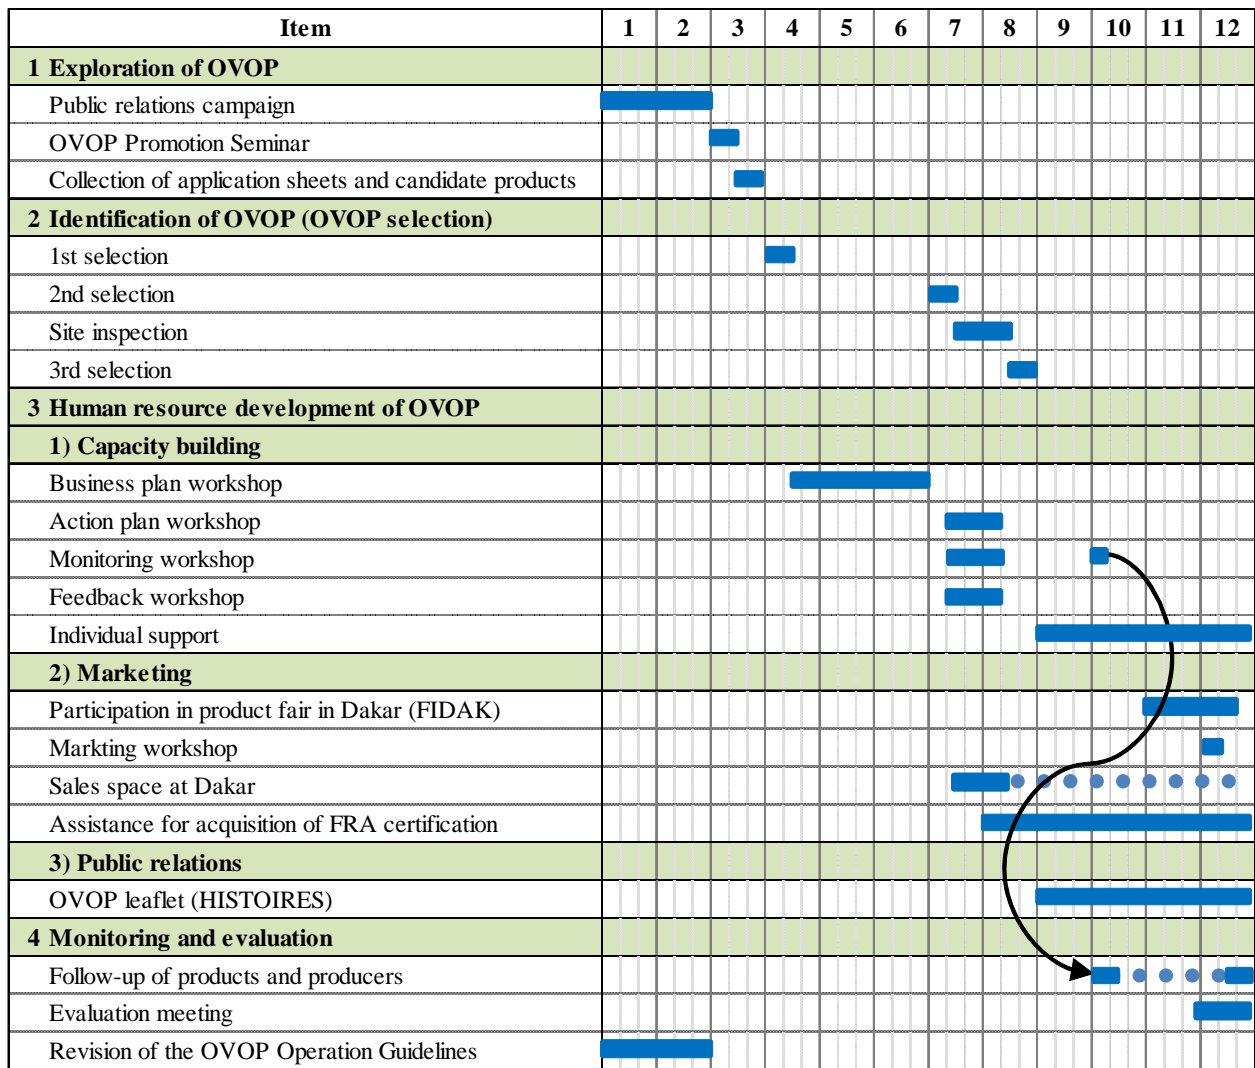 Item 1 2 3 4 5 6 7 8 9 10 11 12
1 Exploration of OVOP
Public relations campaign
OVOP Promotion Seminar
Collection of application sheets and candidate products
2 Identification of OVOP (OVOP selection)
1st selection
2nd selection
Site inspection
3rd selection
3 Human resource development of OVOP
1) Capacity building
Business plan workshop
Action plan workshop
Monitoring workshop
Feedback workshop
Individual support
2) Marketing
Participation in product fair in Dakar (FIDAK)
Markting workshop
Sales space at Dakar
Assistance for acquisition of FRA certification
3) Public relations
OVOP leaflet (HISTOIRES)
4 Monitoring and evaluation
Follow-up of products and producers
Evaluation meeting
Revision of the OVOP Operation Guidelines